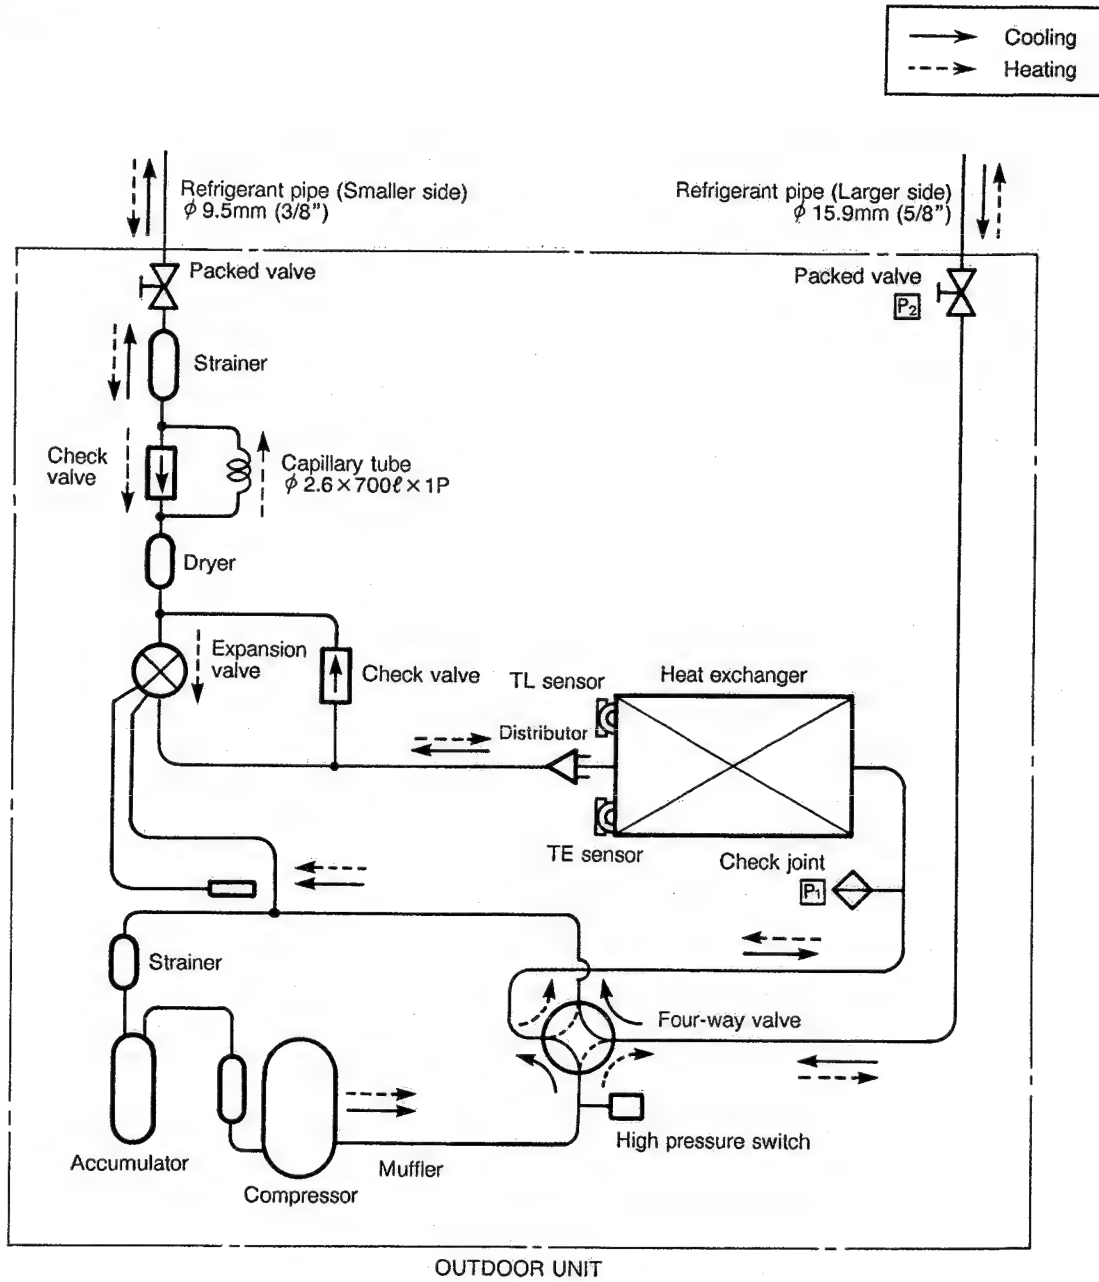 Cooling
Heating
Refrigerant pipe (Smaller side)
ϕ 9.5mm (3/8")
Refrigerant pipe (Larger side)
ϕ 15.9mm (5/8")
Packed valve
Packed valve
P₂
Strainer
Check
valve
Capillary tube
ϕ 2.6×700ℓ×1P
Dryer
Expansion
valve
Check valve
TL sensor
Heat exchanger
Distributor
TE sensor
Check joint
P₁
Strainer
Four-way valve
High pressure switch
Accumulator
Muffler
Compressor
OUTDOOR UNIT